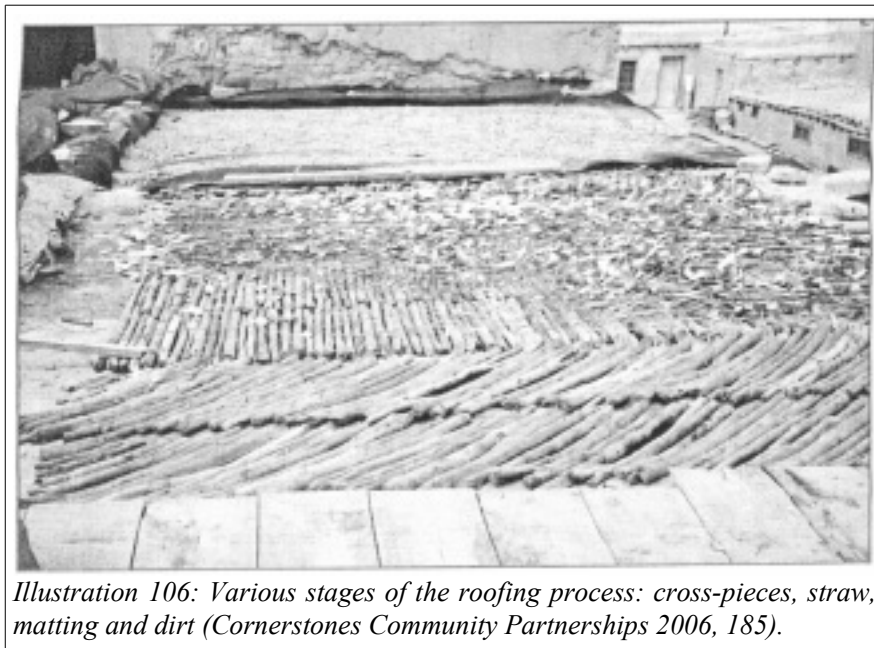 Illustration 106: Various stages of the roofing process: cross-pieces, straw,
matting and dirt (Cornerstones Community Partnerships 2006, 185).